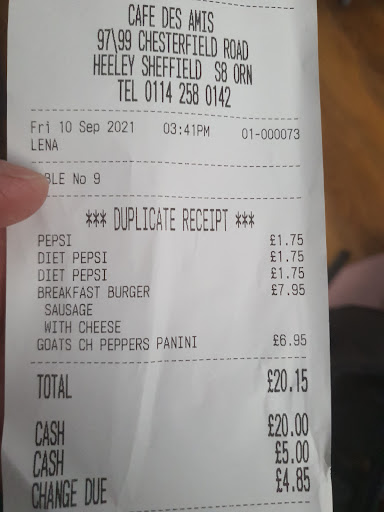 CAFE DES AMIS
97\99 CHESTERFIELD ROAD
HEELEY SHEFFIELD S8 0RN
TEL 0114 258 0142
Fri 10 Sep 2021 03:41PM 01-000073
LENA
BLE No 9
*** DUPLICATE RECEIPT ***
PEPSI £1.75
DIET PEPSI £1.75
DIET PEPSI £1.75
BREAKFAST BURGER £7.95
SAUSAGE
WITH CHEESE
GOATS CH PEPPERS PANINI £6.95
TOTAL £20.15
CASH £20.00
CASH £5.00
CHANGE DUE £4.85